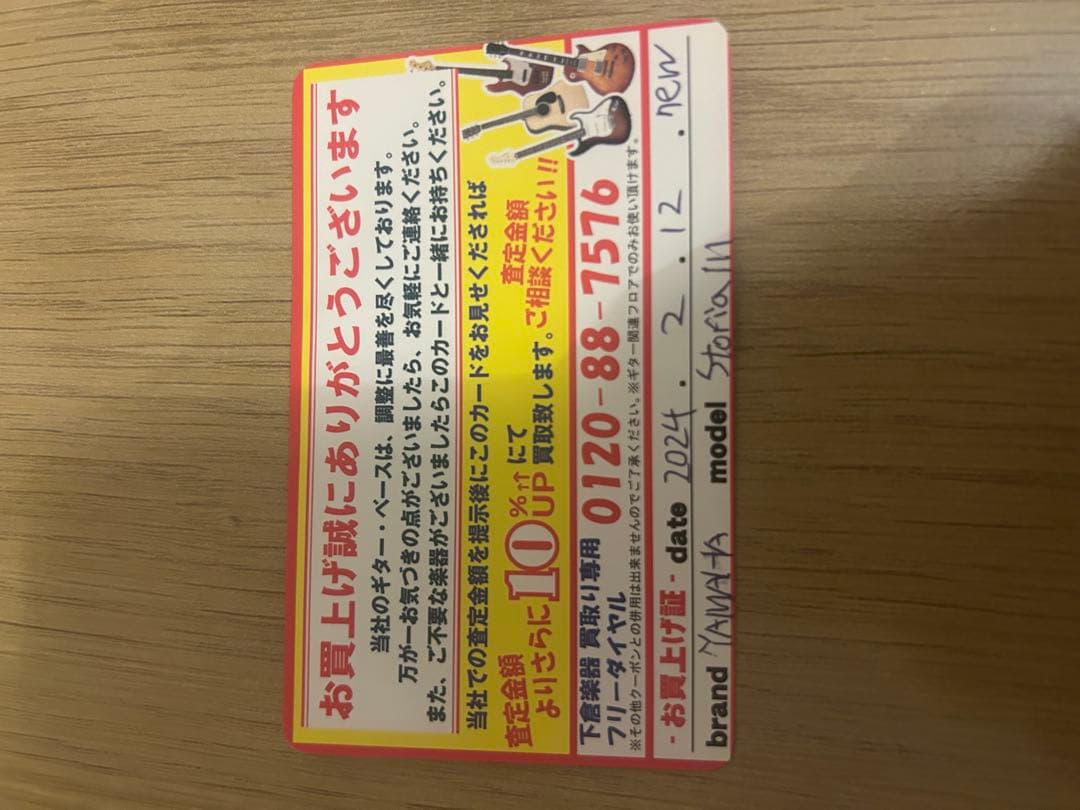 お買上げ誠にありがとうございます
当社のギター・ベースは、調整に最善を尽くしております。
万が一お気づきの点がございましたら、お気軽にご連絡ください。
また、ご不要な楽器がございましたらこのカードと一緒にお持ちください。
当社での査定金額を提示後にこのカードをお見せくだされば
査定金額よりさらに10%UPにて買取致します。
査定金額ご相談ください!!
下倉楽器 買取り専用
フリーダイヤル 0120-88-7576
※その他クーポンとの併用は出来ませんのでご了承ください。※ギター関連フロアでのみお使い頂けます。
- お買上げ証 - date 2024 . 2 . 12 . new
brand YAMAHA model Storia III